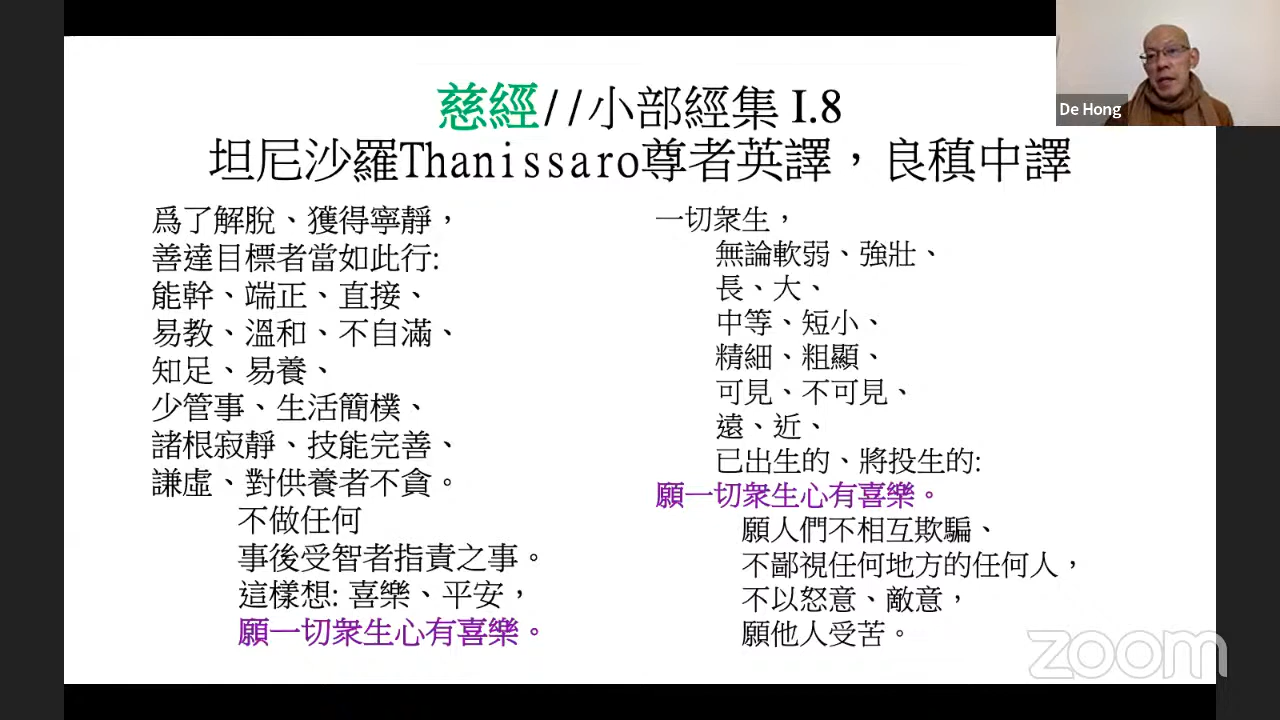 慈經//小部經集 I.8
坦尼沙羅Thanissaro尊者英譯，良稹中譯
爲了解脫、獲得寧靜，
善達目標者當如此行:
能幹、端正、直接、
易教、溫和、不自滿、
知足、易養、
少管事、生活簡樸、
諸根寂靜、技能完善、
謙虛、對供養者不貪。
不做任何
事後受智者指責之事。
這樣想: 喜樂、平安，
願一切衆生心有喜樂。
一切衆生，
無論軟弱、強壯、
長、大、
中等、短小、
精細、粗顯、
可見、不可見、
遠、近、
已出生的、將投生的:
願一切衆生心有喜樂。
願人們不相互欺騙、
不鄙視任何地方的任何人，
不以怒意、敵意，
願他人受苦。
De Hong
zoom